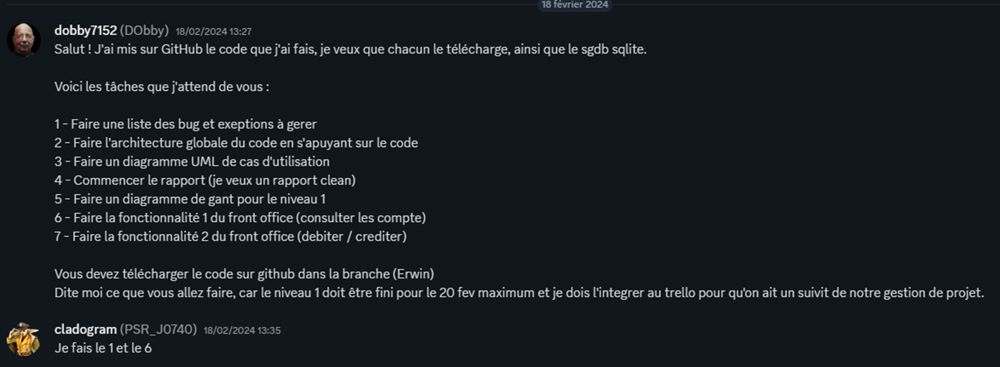 18 février 2024
dobby7152 (DObby) 18/02/2024 13:27
Salut ! J'ai mis sur GitHub le code que j'ai fais, je veux que chacun le télécharge, ainsi que le sgdb sqlite.
Voici les tâches que j'attend de vous :
1 - Faire une liste des bug et exeptions à gerer
2 - Faire l'architecture globale du code en s'apuyant sur le code
3 - Faire un diagramme UML de cas d'utilisation
4 - Commencer le rapport (je veux un rapport clean)
5 - Faire un diagramme de gant pour le niveau 1
6 - Faire la fonctionnalité 1 du front office (consulter les compte)
7 - Faire la fonctionnalité 2 du front office (debiter / crediter)
Vous devez télécharger le code sur github dans la branche (Erwin)
Dite moi ce que vous allez faire, car le niveau 1 doit être fini pour le 20 fev maximum et je dois l'integrer au trello pour qu'on ait un suivit de notre gestion de projet.
cladogram (PSR_J0740) 18/02/2024 13:35
Je fais le 1 et le 6